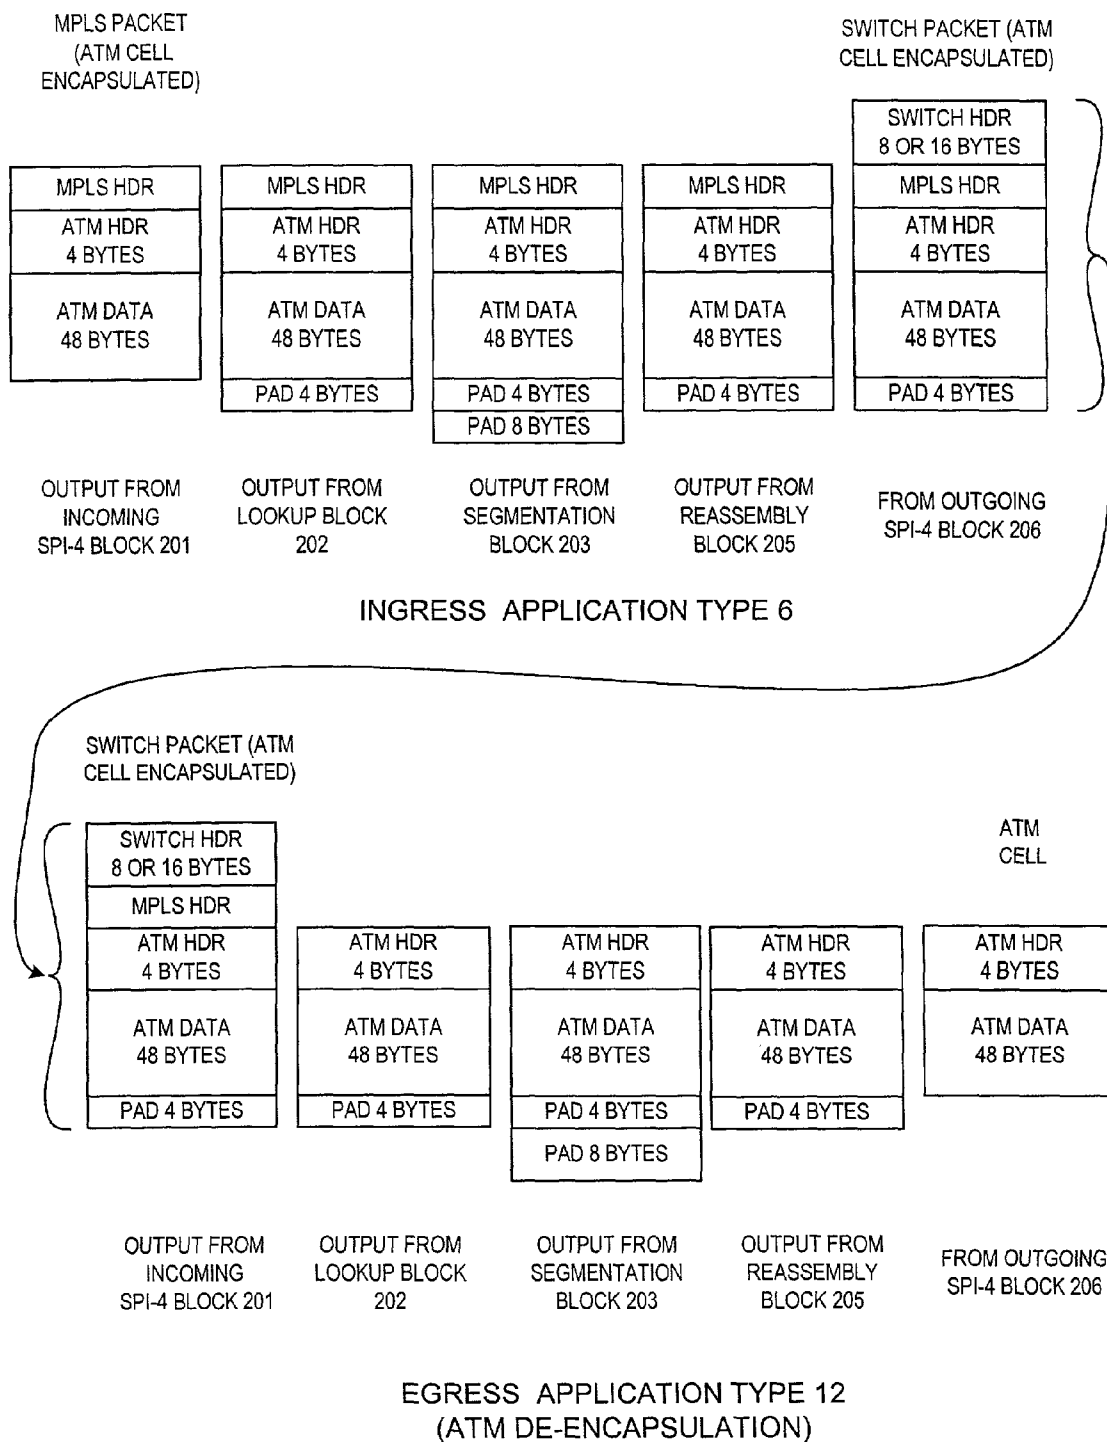 MPLS PACKET
(ATM CELL
ENCAPSULATED)
SWITCH PACKET (ATM
CELL ENCAPSULATED)
MPLS HDR
ATM HDR
4 BYTES
ATM DATA
48 BYTES
MPLS HDR
ATM HDR
4 BYTES
ATM DATA
48 BYTES
PAD 4 BYTES
MPLS HDR
ATM HDR
4 BYTES
ATM DATA
48 BYTES
PAD 4 BYTES
PAD 8 BYTES
MPLS HDR
ATM HDR
4 BYTES
ATM DATA
48 BYTES
PAD 4 BYTES
SWITCH HDR
8 OR 16 BYTES
MPLS HDR
ATM HDR
4 BYTES
ATM DATA
48 BYTES
PAD 4 BYTES
OUTPUT FROM
INCOMING
SPI-4 BLOCK 201
OUTPUT FROM
LOOKUP BLOCK
202
OUTPUT FROM
SEGMENTATION
BLOCK 203
OUTPUT FROM
REASSEMBLY
BLOCK 205
FROM OUTGOING
SPI-4 BLOCK 206
INGRESS APPLICATION TYPE 6
SWITCH PACKET (ATM
CELL ENCAPSULATED)
ATM
CELL
SWITCH HDR
8 OR 16 BYTES
MPLS HDR
ATM HDR
4 BYTES
ATM DATA
48 BYTES
PAD 4 BYTES
ATM HDR
4 BYTES
ATM DATA
48 BYTES
PAD 4 BYTES
ATM HDR
4 BYTES
ATM DATA
48 BYTES
PAD 4 BYTES
PAD 8 BYTES
ATM HDR
4 BYTES
ATM DATA
48 BYTES
PAD 4 BYTES
ATM HDR
4 BYTES
ATM DATA
48 BYTES
OUTPUT FROM
INCOMING
SPI-4 BLOCK 201
OUTPUT FROM
LOOKUP BLOCK
202
OUTPUT FROM
SEGMENTATION
BLOCK 203
OUTPUT FROM
REASSEMBLY
BLOCK 205
FROM OUTGOING
SPI-4 BLOCK 206
EGRESS APPLICATION TYPE 12
(ATM DE-ENCAPSULATION)